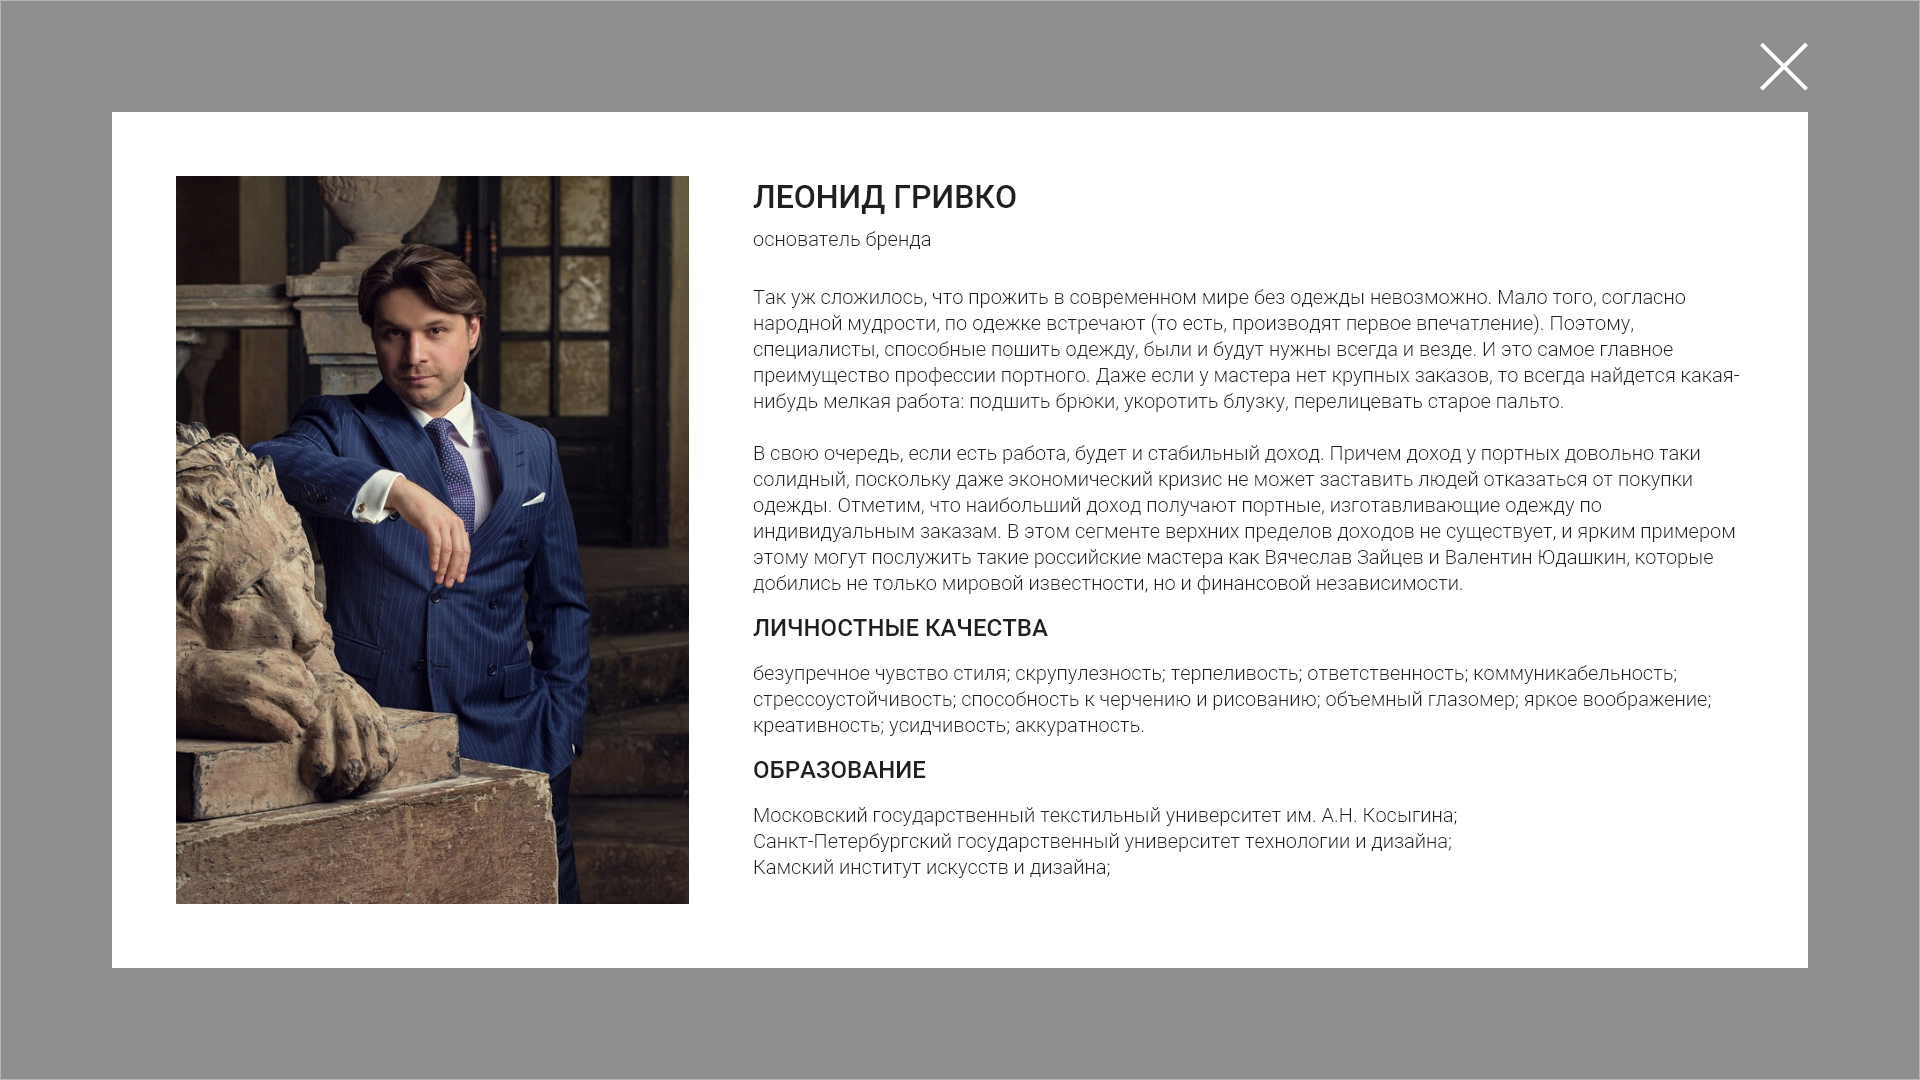 ЛЕОНИД ГРИВКО
основатель бренда
Так уж сложилось, что прожить в современном мире без одежды невозможно. Мало того, согласно
народной мудрости, по одежке встречают (то есть, производят первое впечатление). Поэтому,
специалисты, способные пошить одежду, были и будут нужны всегда и везде. И это самое главное
преимущество профессии портного. Даже если у мастера нет крупных заказов, то всегда найдется какая-
нибудь мелкая работа: подшить брюки, укоротить блузку, перелицевать старое пальто.
В свою очередь, если есть работа, будет и стабильный доход. Причем доход у портных довольно таки
солидный, поскольку даже экономический кризис не может заставить людей отказаться от покупки
одежды. Отметим, что наибольший доход получают портные, изготавливающие одежду по
индивидуальным заказам. В этом сегменте верхних пределов доходов не существует, и ярким примером
этому могут послужить такие российские мастера как Вячеслав Зайцев и Валентин Юдашкин, которые
добились не только мировой известности, но и финансовой независимости.
ЛИЧНОСТНЫЕ КАЧЕСТВА
безупречное чувство стиля; скрупулезность; терпеливость; ответственность; коммуникабельность;
стрессоустойчивость; способность к черчению и рисованию; объемный глазомер; яркое воображение;
креативность; усидчивость; аккуратность.
ОБРАЗОВАНИЕ
Московский государственный текстильный университет им. А.Н. Косыгина;
Санкт-Петербургский государственный университет технологии и дизайна;
Камский институт искусств и дизайна;